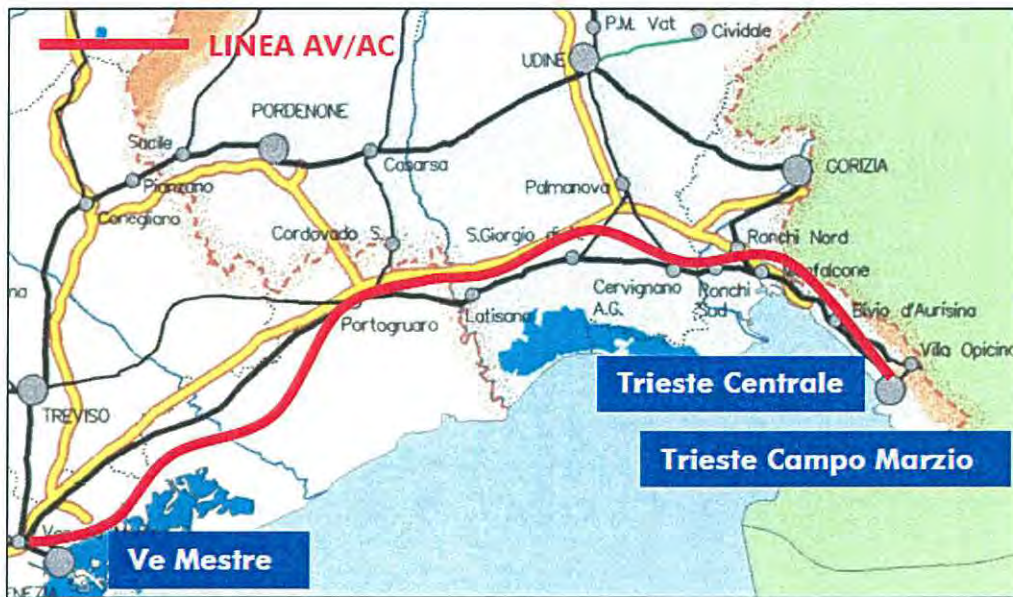 LINEA AV/AC
P.M. Vat
Cividale
UDINE
PORDENONE
Sacile
Casarsa
Pianzano
GORIZIA
Palmanova
Conegliano
Cordovado S.
S.Giorgio di
Ronchi Nord
Monfalcone
Cervignano
A.G.
Ronchi
Sud
Portogruaro
Latisana
Bivio d'Aurisina
Villa Opicina
TREVISO
Trieste Centrale
Trieste Campo Marzio
Ve Mestre